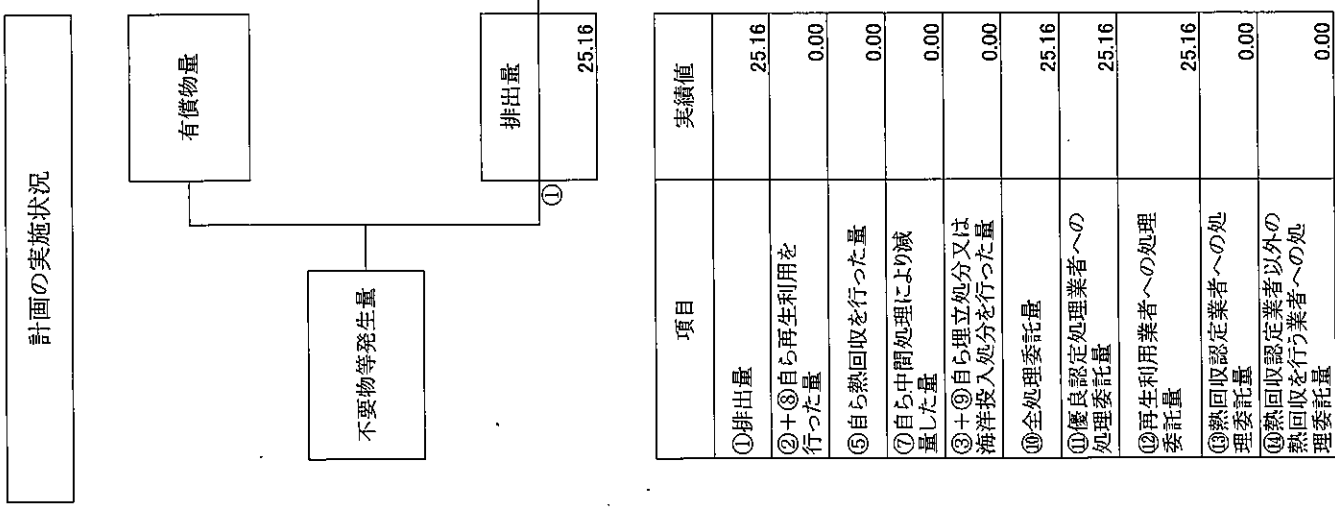 計画の実施状況
有償物量
不要物等発生量
排出量
①
25.16
項目
実績値
①排出量
25.16
②+⑧自ら再生利用を
行った量
0.00
⑤自ら熱回収を行った量
0.00
⑦自ら中間処理により減
量した量
0.00
③+⑨自ら埋立処分又は
海洋投入処分を行った量
0.00
⑩全処理委託量
25.16
⑪優良認定処理業者への
処理委託量
25.16
⑫再生利用業者への処理
委託量
25.16
⑬熱回収認定業者への処
理委託量
0.00
⑭熱回収認定業者以外の
熱回収を行う業者への処
理委託量
0.00